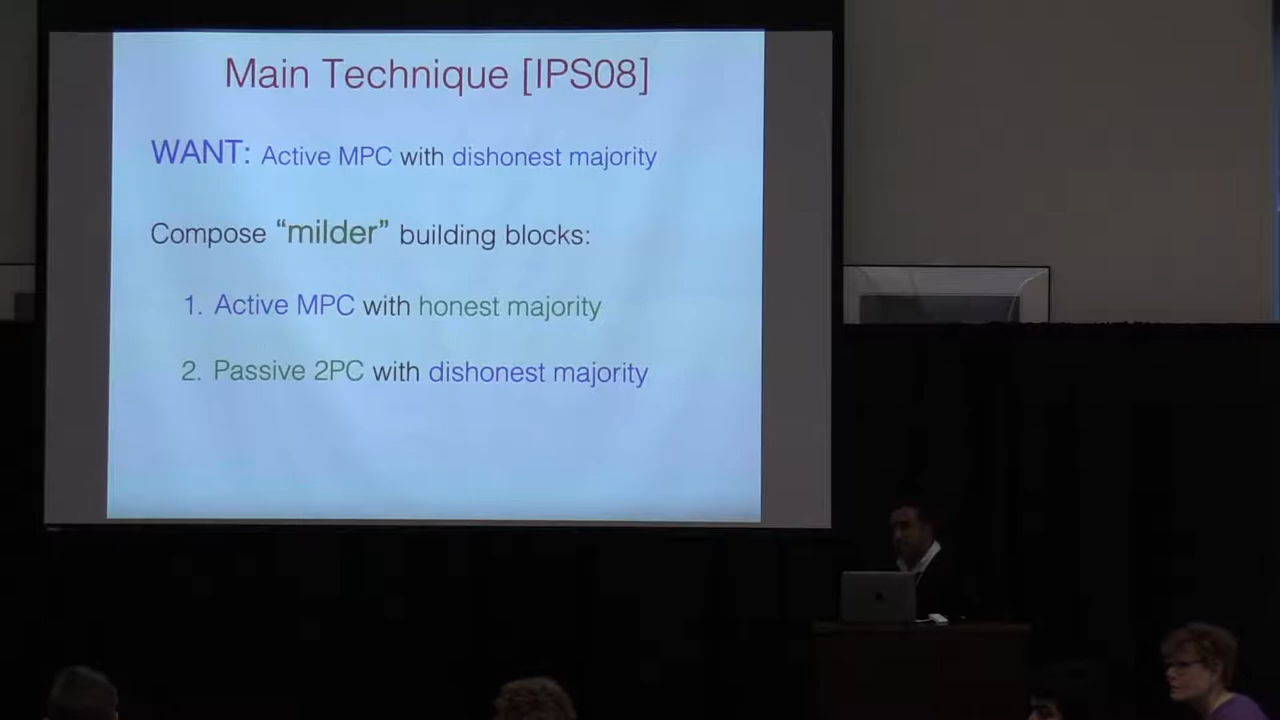 Main Technique [IPS08]
WANT: Active MPC with dishonest majority
Compose “milder” building blocks:
1. Active MPC with honest majority
2. Passive 2PC with dishonest majority